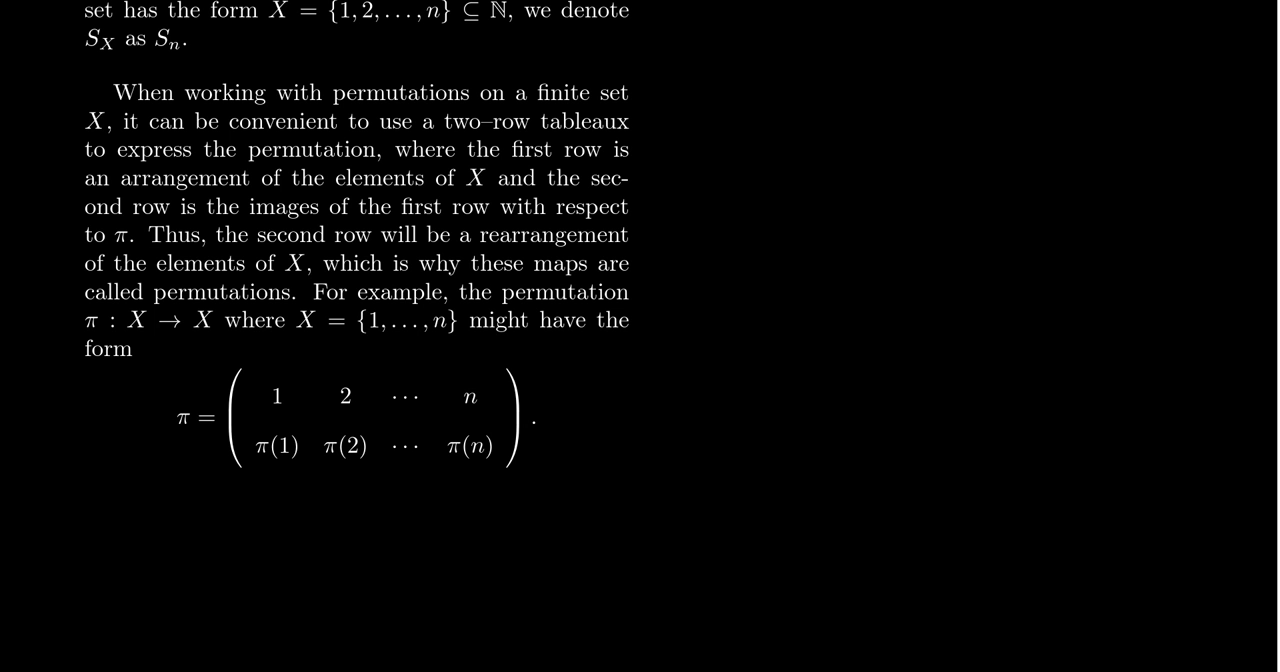 set has the form X = {1, 2, . . . , n} ⊆ ℕ, we denote
S_X as S_n.
When working with permutations on a finite set
X, it can be convenient to use a two–row tableaux
to express the permutation, where the first row is
an arrangement of the elements of X and the sec-
ond row is the images of the first row with respect
to π. Thus, the second row will be a rearrangement
of the elements of X, which is why these maps are
called permutations. For example, the permutation
π : X → X where X = {1, . . . , n} might have the
form
π = ( 1 2 ⋯ n
π(1) π(2) ⋯ π(n) ) .